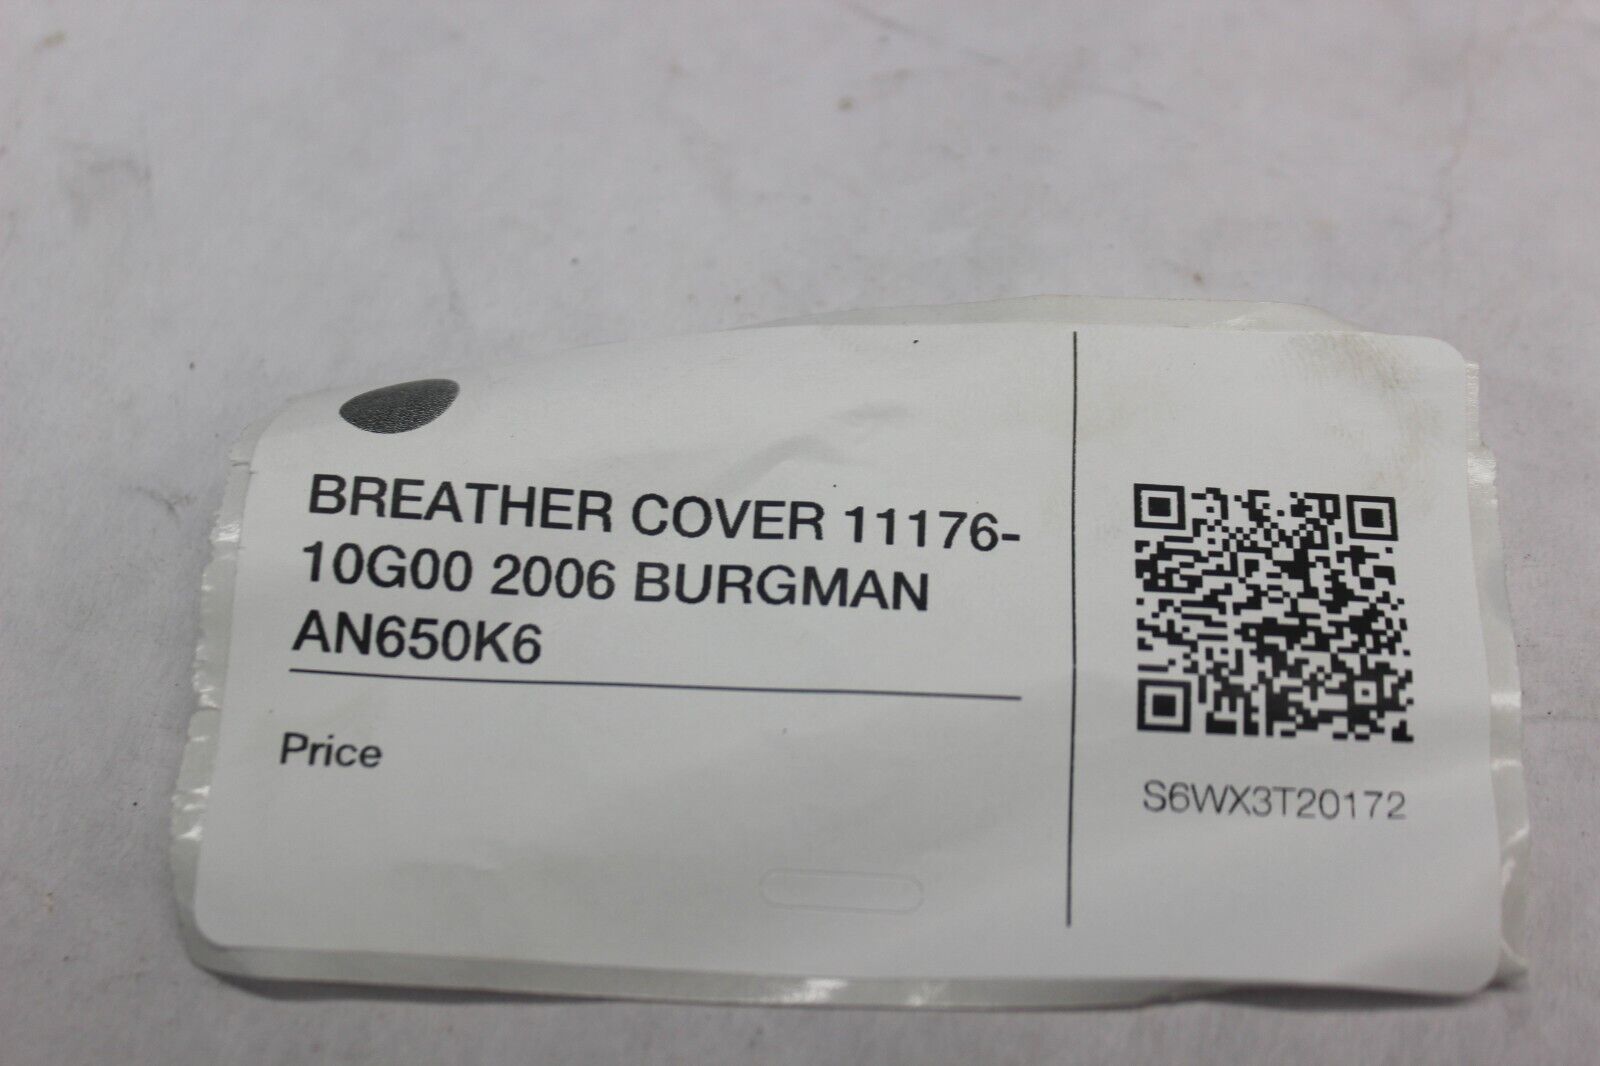 BREATHER COVER 11176-
10G00 2006 BURGMAN
AN650K6
Price
S6WX3T20172